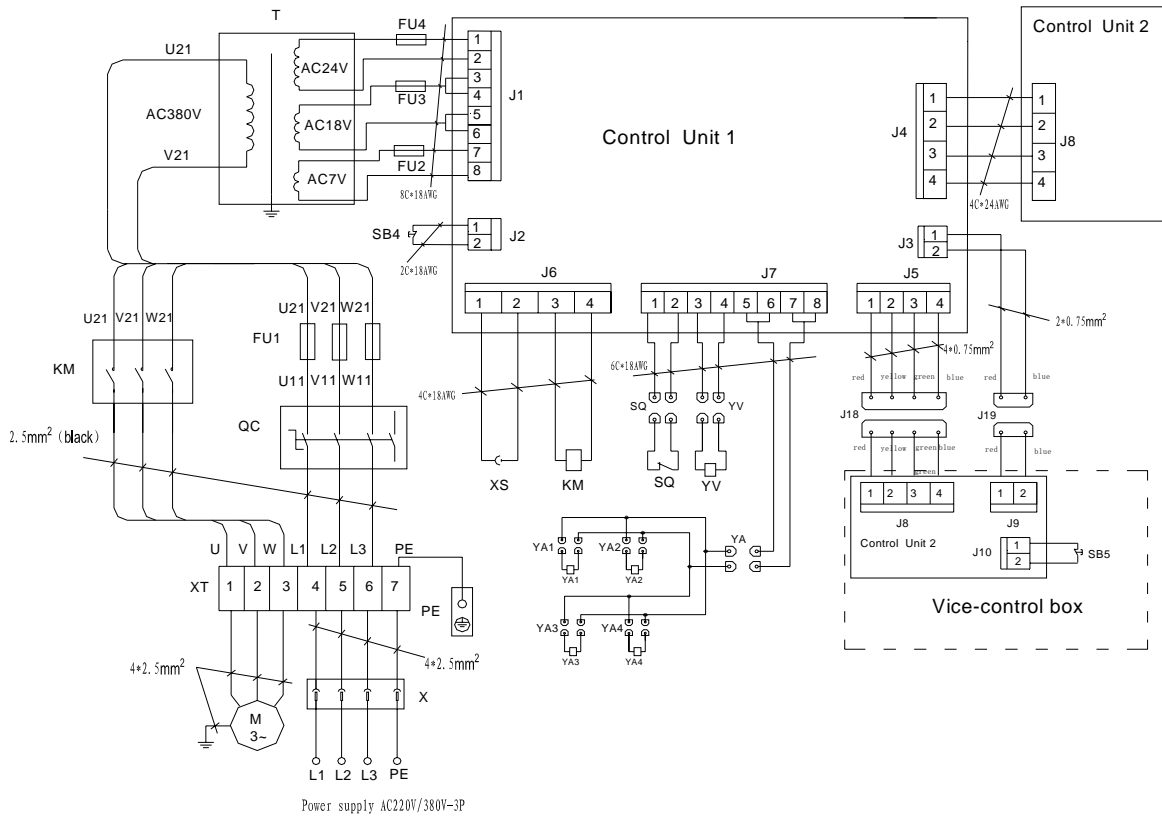 T
U21
AC380V
V21
AC24V
AC18V
AC7V
FU4
FU3
FU2
1
2
3
4
5
6
7
8
J1
8C*18AWG
Control Unit 1
Control Unit 2
J4
1
2
3
4
1
2
3
4
J8
4C*24AWG
SB4
1
2
J2
2C*18AWG
J3
1
2
2*0.75mm²
J6
1 2 3 4
J7
1 2 3 4 5 6 7 8
J5
1 2 3 4
4C*18AWG
6C*18AWG
4*0.75mm²
U21 V21 W21
KM
U21 V21 W21
FU1
U11 V11 W11
QC
2.5mm² (black)
XS
KM
SQ
YV
SQ
YV
red yellow green blue
red blue
J18
J19
red yellow green blue
green
red blue
1 2 3 4
J8
1 2
J9
Control Unit 2
J10
1
2
SB5
Vice-control box
YA1
YA2
YA
YA1
YA2
YA3
YA4
YA3
YA4
U V W L1 L2 L3 PE
XT
1 2 3 4 5 6 7
PE
4*2.5mm²
4*2.5mm²
M
3~
X
L1 L2 L3 PE
Power supply AC220V/380V-3P